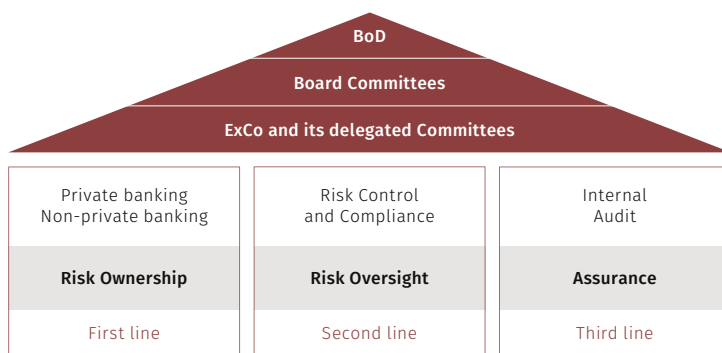 BoD
Board Committees
ExCo and its delegated Committees
Private banking
Non-private banking
Risk Ownership
First line
Risk Control
and Compliance
Risk Oversight
Second line
Internal
Audit
Assurance
Third line